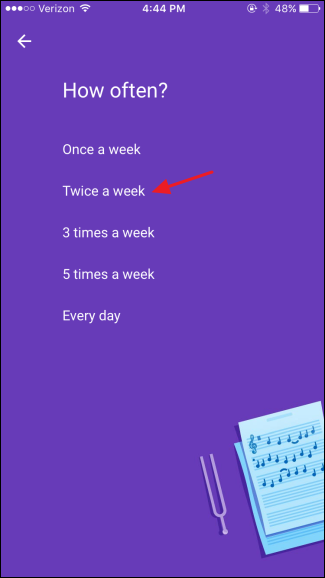 Verizon 4:44 PM 48%
How often?
Once a week
Twice a week
3 times a week
5 times a week
Every day